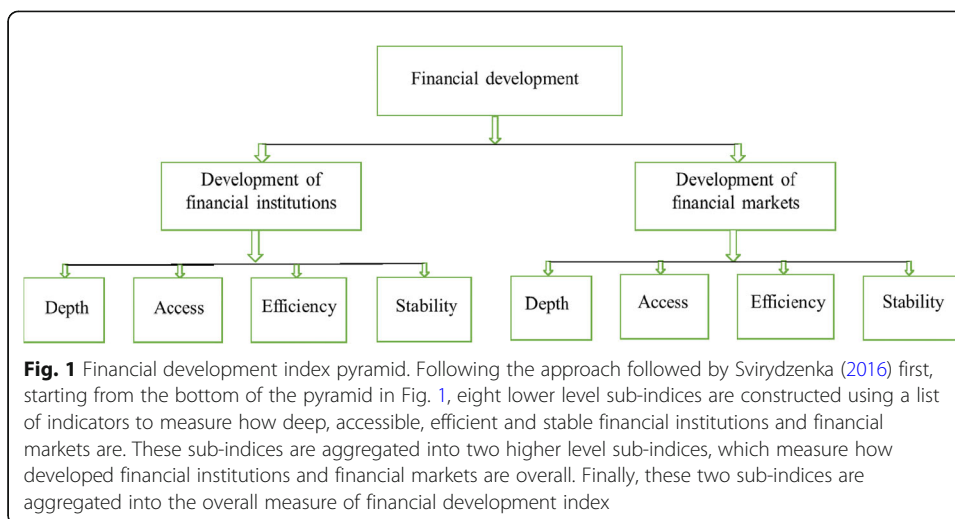 Financial development
Development of
financial institutions
Development of
financial markets
Depth
Access
Efficiency
Stability
Depth
Access
Efficiency
Stability
Fig. 1 Financial development index pyramid. Following the approach followed by Svirydzenka (2016) first,
starting from the bottom of the pyramid in Fig. 1, eight lower level sub-indices are constructed using a list
of indicators to measure how deep, accessible, efficient and stable financial institutions and financial
markets are. These sub-indices are aggregated into two higher level sub-indices, which measure how
developed financial institutions and financial markets are overall. Finally, these two sub-indices are
aggregated into the overall measure of financial development index